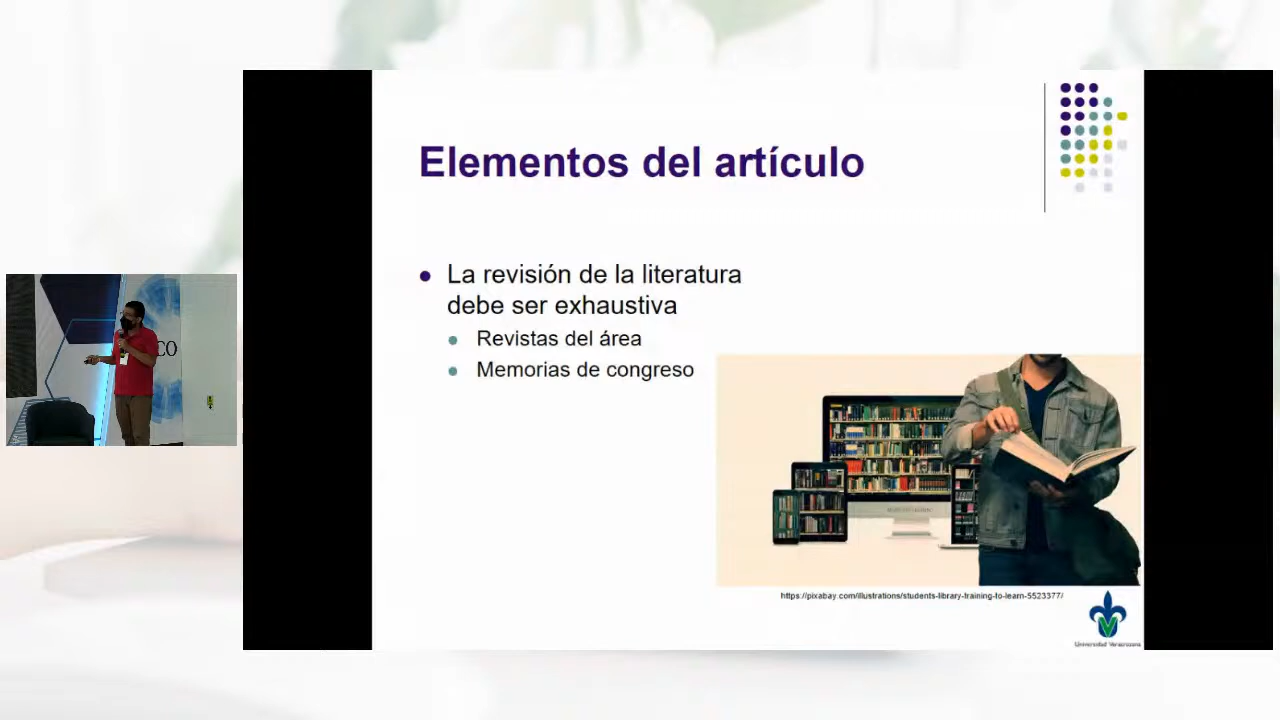 Elementos del artículo
La revisión de la literatura
debe ser exhaustiva
Revistas del área
Memorias de congreso
https://pixabay.com/illustrations/students-library-training-to-learn-5523377/
Universidad Veracruzana
CO